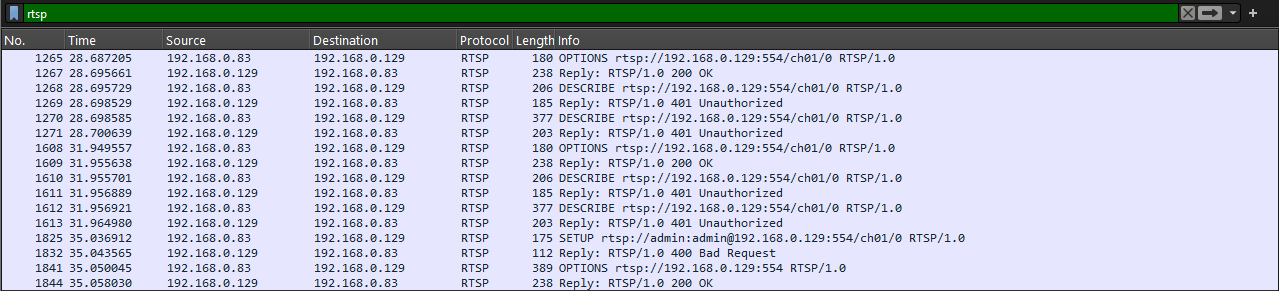 rtsp
No. Time Source Destination Protocol Length Info
1265 28.687205 192.168.0.83 192.168.0.129 RTSP 180 OPTIONS rtsp://192.168.0.129:554/ch01/0 RTSP/1.0
1267 28.695661 192.168.0.129 192.168.0.83 RTSP 238 Reply: RTSP/1.0 200 OK
1268 28.695729 192.168.0.83 192.168.0.129 RTSP 206 DESCRIBE rtsp://192.168.0.129:554/ch01/0 RTSP/1.0
1269 28.698529 192.168.0.129 192.168.0.83 RTSP 185 Reply: RTSP/1.0 401 Unauthorized
1270 28.698585 192.168.0.83 192.168.0.129 RTSP 377 DESCRIBE rtsp://192.168.0.129:554/ch01/0 RTSP/1.0
1271 28.700639 192.168.0.129 192.168.0.83 RTSP 203 Reply: RTSP/1.0 401 Unauthorized
1608 31.949557 192.168.0.83 192.168.0.129 RTSP 180 OPTIONS rtsp://192.168.0.129:554/ch01/0 RTSP/1.0
1609 31.955638 192.168.0.129 192.168.0.83 RTSP 238 Reply: RTSP/1.0 200 OK
1610 31.955701 192.168.0.83 192.168.0.129 RTSP 206 DESCRIBE rtsp://192.168.0.129:554/ch01/0 RTSP/1.0
1611 31.956889 192.168.0.129 192.168.0.83 RTSP 185 Reply: RTSP/1.0 401 Unauthorized
1612 31.956921 192.168.0.83 192.168.0.129 RTSP 377 DESCRIBE rtsp://192.168.0.129:554/ch01/0 RTSP/1.0
1613 31.964980 192.168.0.129 192.168.0.83 RTSP 203 Reply: RTSP/1.0 401 Unauthorized
1825 35.036912 192.168.0.83 192.168.0.129 RTSP 175 SETUP rtsp://admin:admin@192.168.0.129:554/ch01/0 RTSP/1.0
1832 35.043565 192.168.0.129 192.168.0.83 RTSP 112 Reply: RTSP/1.0 400 Bad Request
1841 35.050045 192.168.0.83 192.168.0.129 RTSP 389 OPTIONS rtsp://192.168.0.129:554 RTSP/1.0
1844 35.058030 192.168.0.129 192.168.0.83 RTSP 238 Reply: RTSP/1.0 200 OK